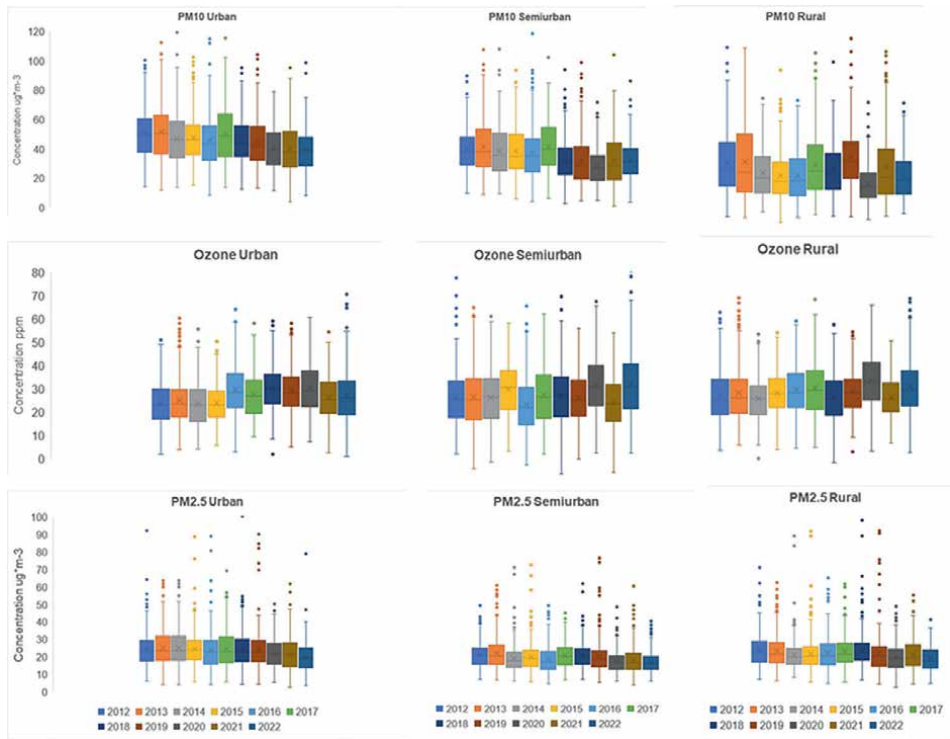 PM10 Urban
PM10 Semiurban
PM10 Rural
Concentration ug*m-3
120
100
80
60
40
20
0
Ozone Urban
Ozone Semiurban
Ozone Rural
Concentration ppm
80
70
60
50
40
30
20
10
0
PM2.5 Urban
PM2.5 Semiurban
PM2.5 Rural
Concentration ug*m-3
100
90
80
70
60
50
40
30
20
10
0
2012 2013 2014 2015 2016 2017
2018 2019 2020 2021 2022
2012 2013 2014 2015 2016 2017
2018 2019 2020 2021 2022
2012 2013 2014 2015 2016 2017
2018 2019 2020 2021 2022